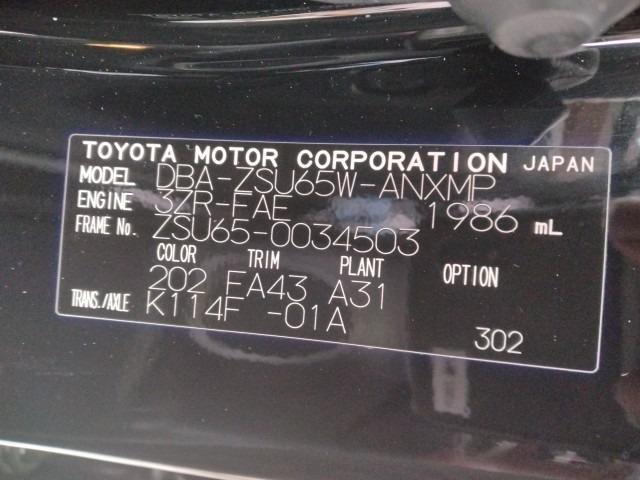 TOYOTA MOTOR CORPORATION JAPAN
MODEL DBA-ZSU65W-ANXMP
ENGINE 3ZR-FAE 1986 mL
FRAME No. ZSU65-0034503
COLOR TRIM PLANT OPTION
202 FA43 A31
TRANS./AXLE K114F -01A
302